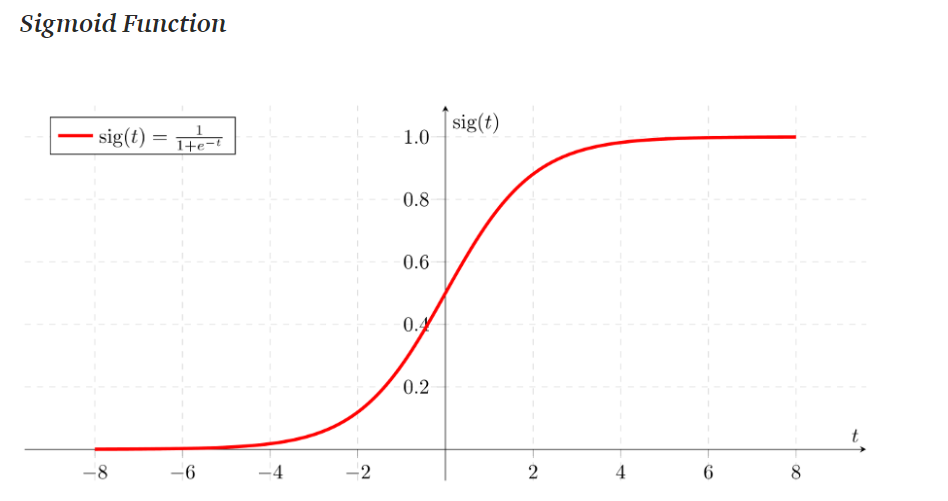 Sigmoid Function
sig(t) = 1/(1+e^−t)
sig(t)
1.0
0.8
0.6
0.4
0.2
t
−8 −6 −4 −2 2 4 6 8